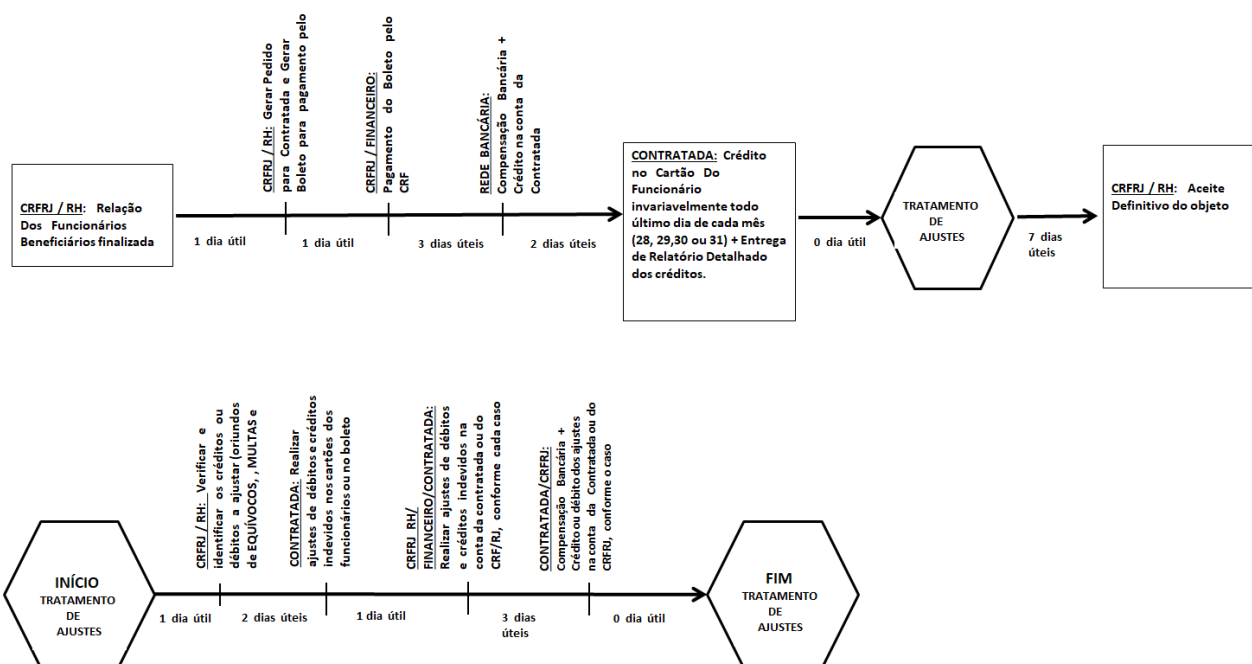 CRFRJ / RH: Relação
Dos Funcionários
Beneficiários finalizada
1 dia útil
CRFRJ / RH: Gerar Pedido
para Contratada e Gerar
Boleto para pagamento pelo
1 dia útil
CRFRJ / FINANCEIRO:
Pagamento do Boleto pelo
CRF
3 dias úteis
REDE BANCÁRIA:
Compensação Bancária +
Crédito na conta da
Contratada
2 dias úteis
CONTRATADA: Crédito
no Cartão Do
Funcionário
invariavelmente todo
último dia de cada mês
(28, 29,30 ou 31) + Entrega
de Relatório Detalhado
dos créditos.
0 dia útil
TRATAMENTO
DE
AJUSTES
7 dias
úteis
CRFRJ / RH: Aceite
Definitivo do objeto
INÍCIO
TRATAMENTO
DE
AJUSTES
1 dia útil
CRFRJ / RH: Verificar e
identificar os créditos ou
débitos a ajustar (oriundos
de EQUÍVOCOS, , MULTAS e
2 dias úteis
CONTRATADA: Realizar
ajustes de débitos e créditos
indevidos nos cartões dos
funcionários ou no boleto
1 dia útil
CRFRJ RH/
FINANCEIRO/CONTRATADA:
Realizar ajustes de débitos
e créditos indevidos na
conta da contratada ou do
CRF/RJ, conforme cada caso
3 dias
úteis
CONTRATADA/CRFRJ:
Compensação Bancária +
Crédito ou débito dos ajustes
na conta da Contratada ou do
CRFRJ, conforme o caso
0 dia útil
FIM
TRATAMENTO
DE
AJUSTES